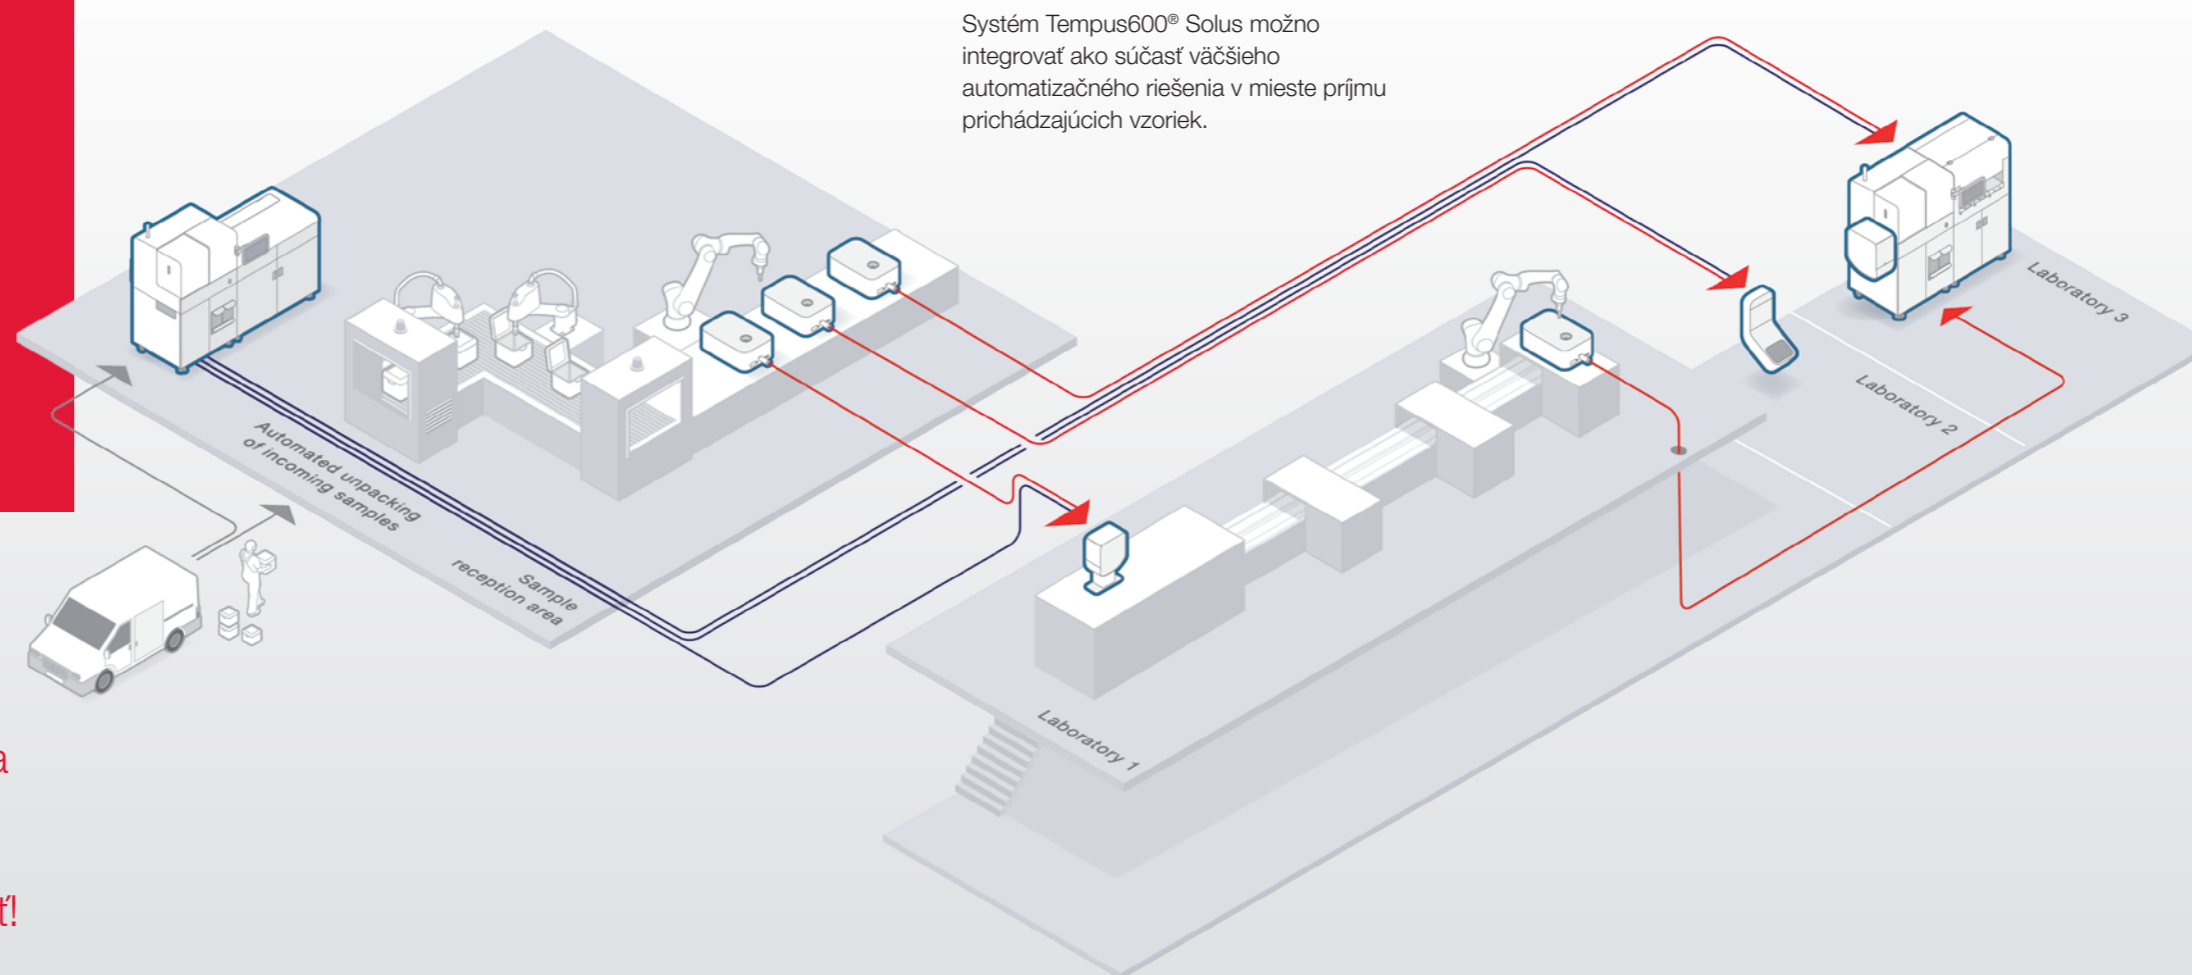 Systém Tempus600® Solus možno
integrovať ako súčasť väčšieho
automatizačného riešenia v mieste príjmu
prichádzajúcich vzoriek.
Laboratory 3
Laboratory 2
Automated unpacking
of incoming samples
Sample
reception area
Laboratory 1
a
ť!